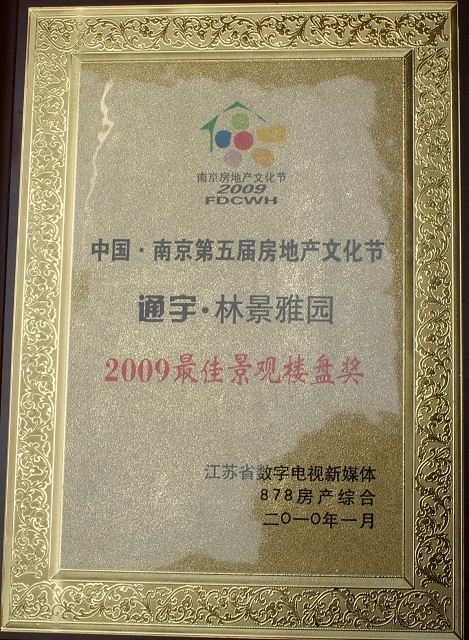 南京房地产文化节
2009
FDCWH
中国·南京第五届房地产文化节
通宇·林景雅园
2009最佳景观楼盘奖
江苏省数字电视新媒体
878房产综合
二〇一〇年一月